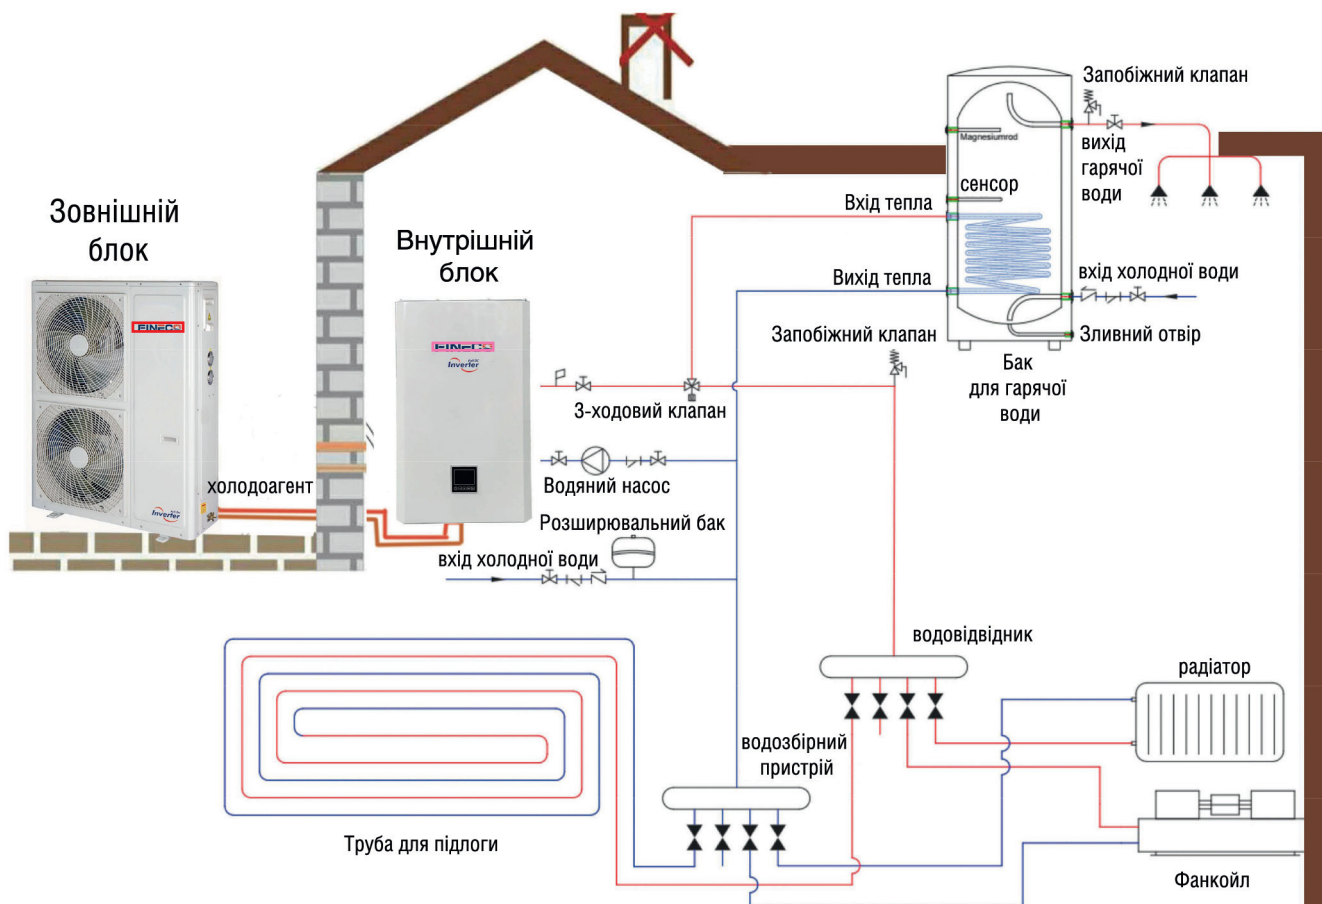 Запобіжний клапан
Magnesiumrod
вихід
гарячої
води
сенсор
Вхід тепла
Зовнішній
блок
Внутрішній
блок
вхід холодної води
Вихід тепла
Запобіжний клапан
Зливний отвір
Бак
для гарячої
води
FINECO
Inverter
FINECO
Inverter
3-ходовий клапан
холодоагент
Водяний насос
Розширювальний бак
вхід холодної води
водовідвідник
радіатор
водозбірний
пристрій
Труба для підлоги
Фанкойл